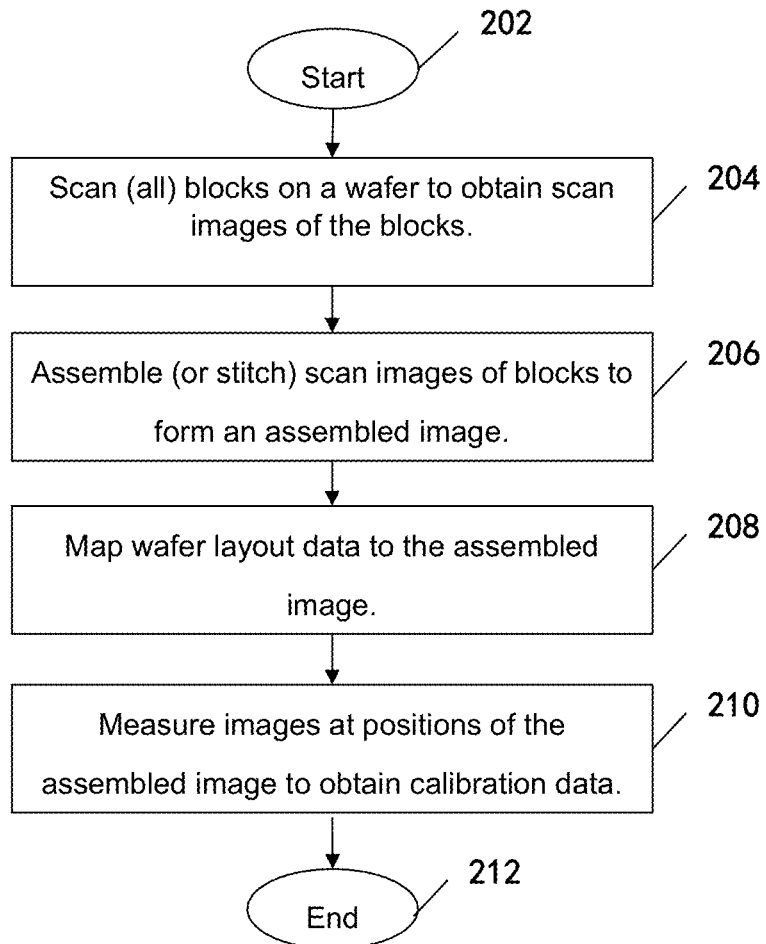 202
Start
Scan (all) blocks on a wafer to obtain scan
images of the blocks.
204
Assemble (or stitch) scan images of blocks to
form an assembled image.
206
Map wafer layout data to the assembled
image.
208
Measure images at positions of the
assembled image to obtain calibration data.
210
212
End